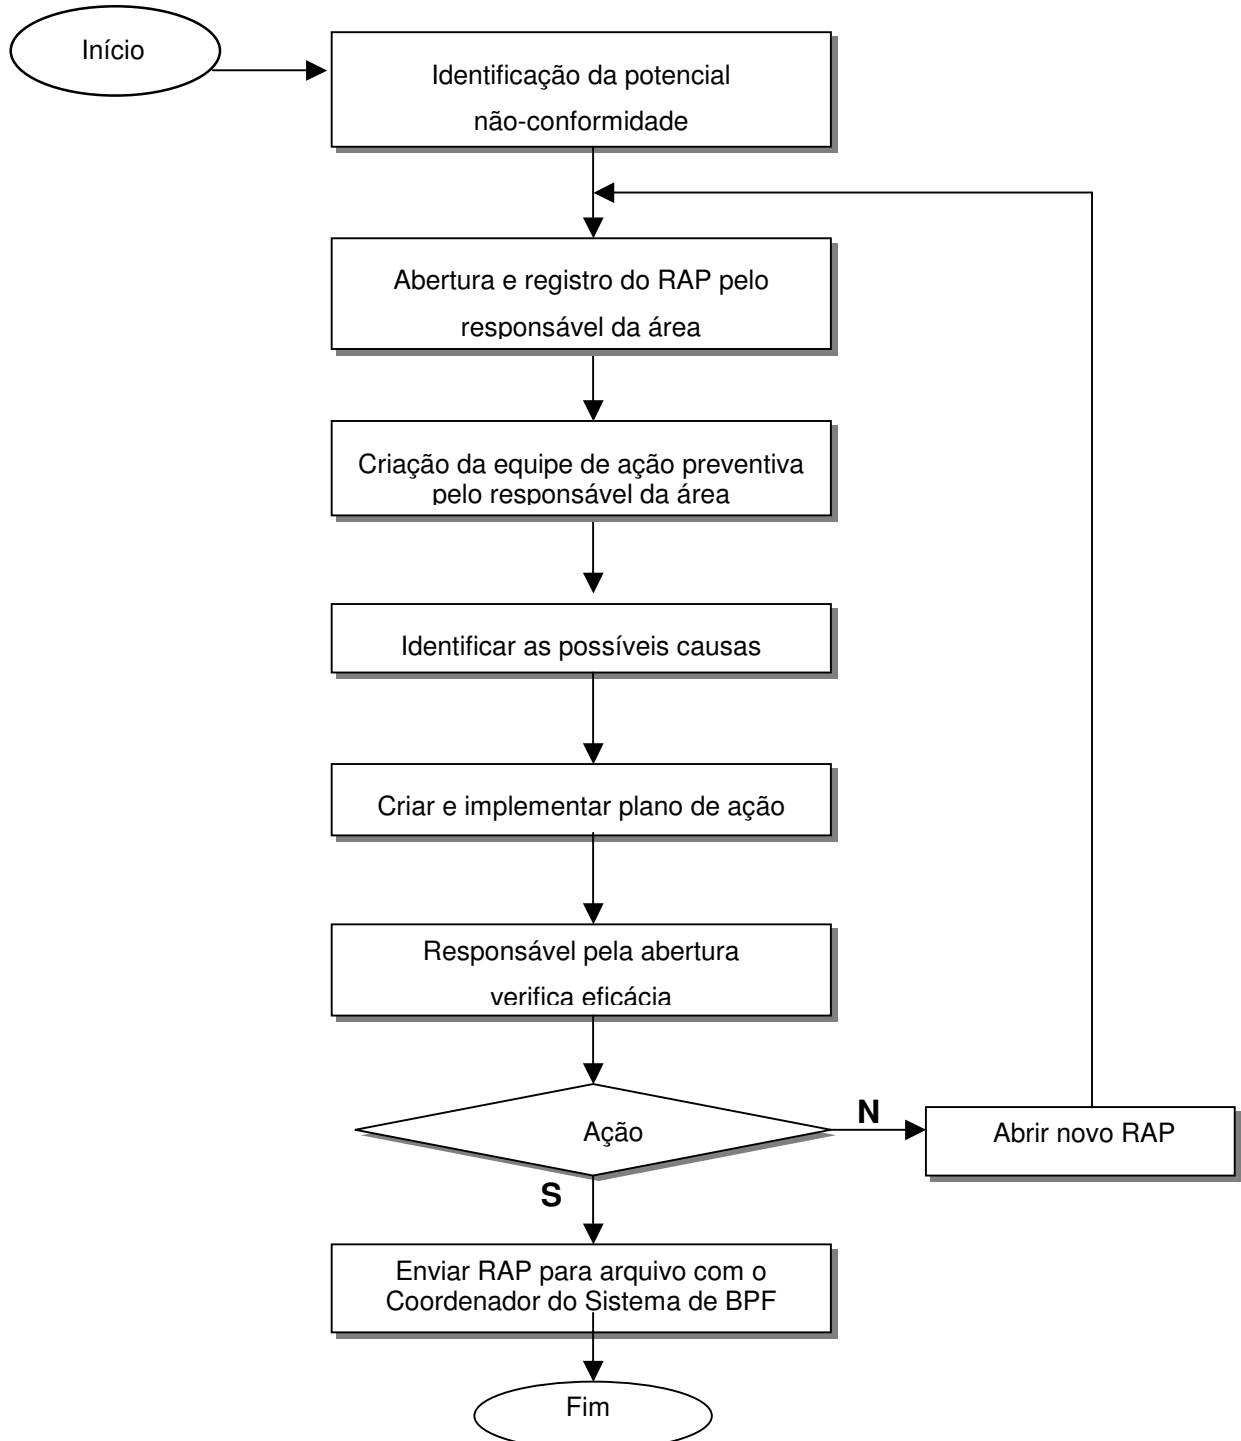 Início
Identificação da potencial
não-conformidade
Abertura e registro do RAP pelo
responsável da área
Criação da equipe de ação preventiva
pelo responsável da área
Identificar as possíveis causas
Criar e implementar plano de ação
Responsável pela abertura
verifica eficácia
Ação
N
Abrir novo RAP
S
Enviar RAP para arquivo com o
Coordenador do Sistema de BPF
Fim